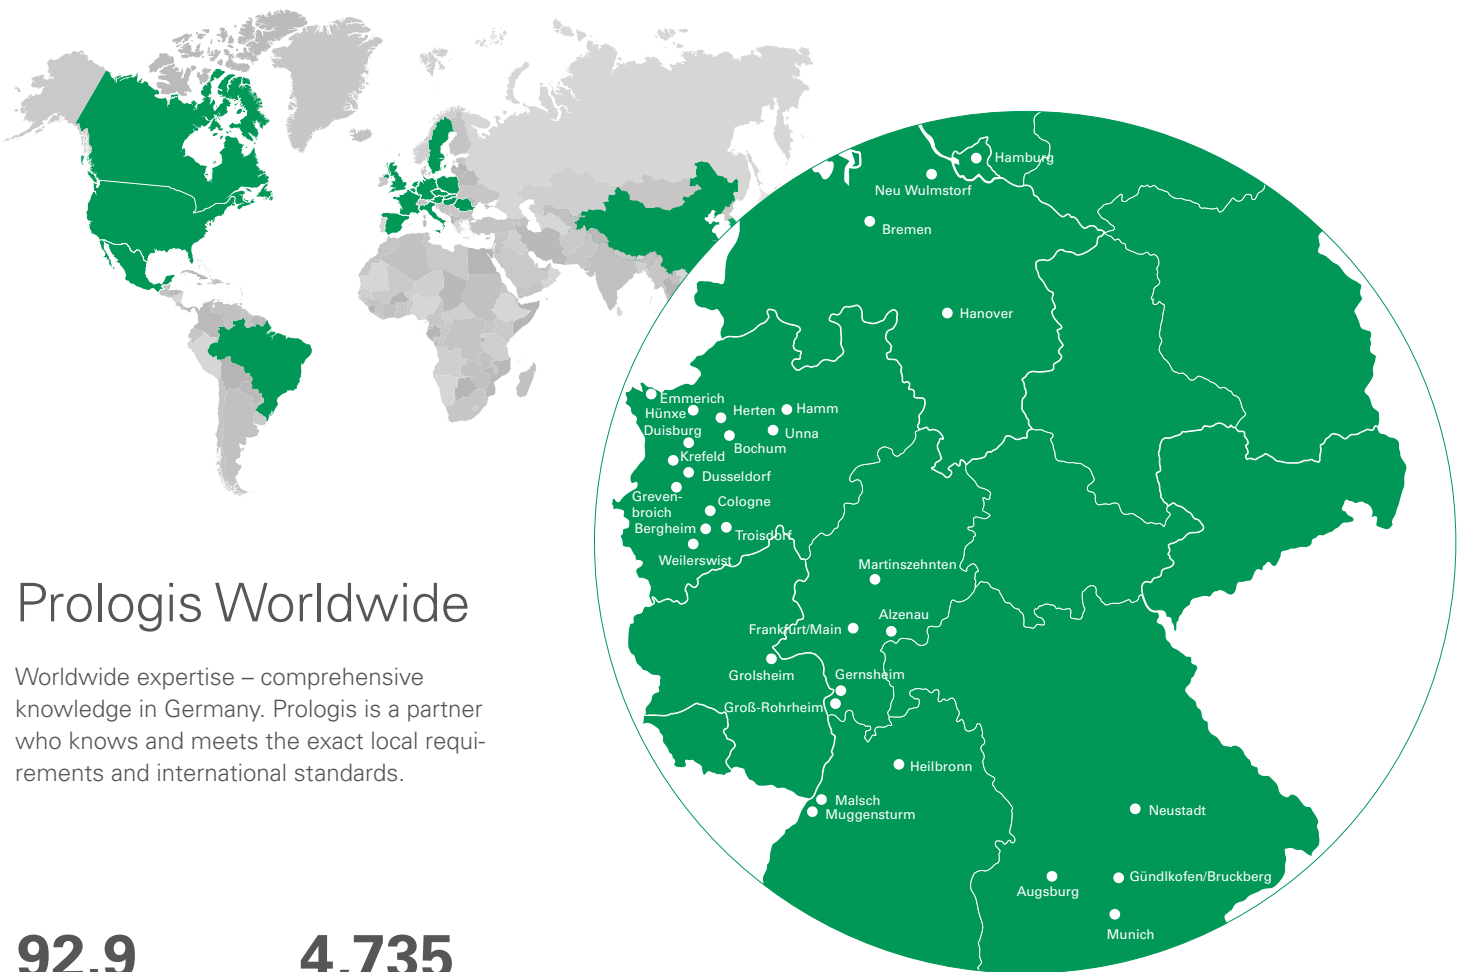 Hamburg
Neu Wulmstorf
Bremen
Hanover
Emmerich
Hünxe
Herten
Hamm
Duisburg
Unna
Bochum
Krefeld
Dusseldorf
Greven-
broich
Cologne
Bergheim
Troisdorf
Weilerswist
Martinszehnten
Alzenau
Frankfurt/Main
Grolsheim
Gernsheim
Groß-Rohrheim
Heilbronn
Malsch
Muggensturm
Neustadt
Gündlkofen/Bruckberg
Augsburg
Munich
Prologis Worldwide
Worldwide expertise – comprehensive
knowledge in Germany. Prologis is a partner
who knows and meets the exact local requi-
rements and international standards.
92.9
4,735